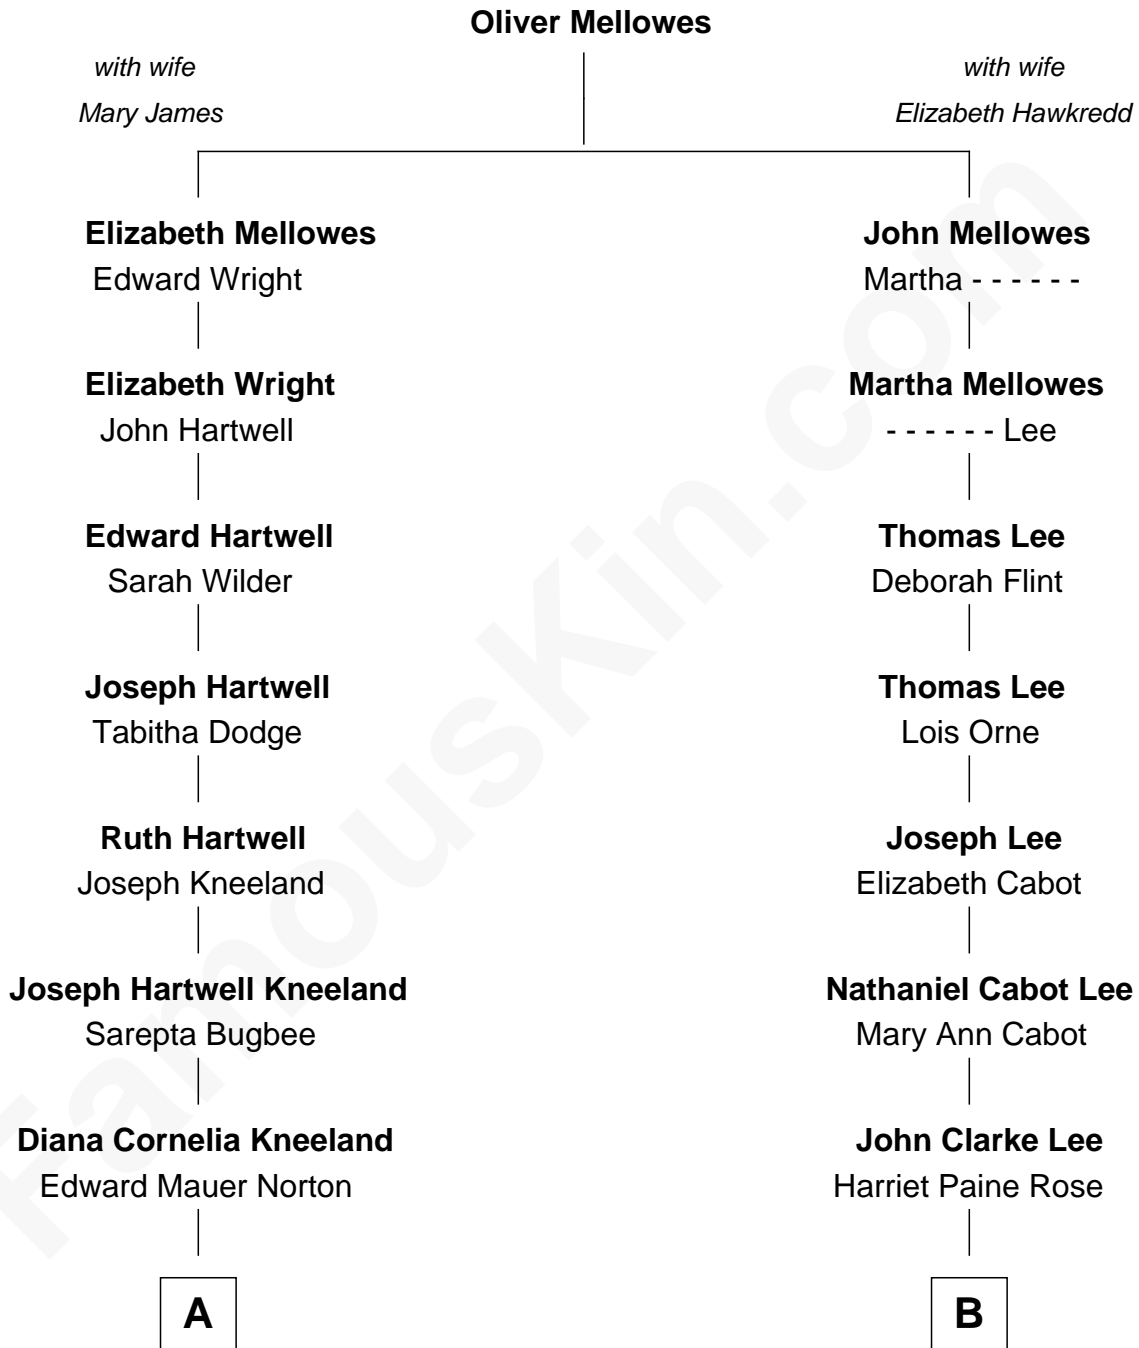 Oliver Mellowes
with wife
Mary James
with wife
Elizabeth Hawkredd
Elizabeth Mellowes
Edward Wright
John Mellowes
Martha - - - - - -
Elizabeth Wright
John Hartwell
Martha Mellowes
- - - - - - Lee
Edward Hartwell
Sarah Wilder
Thomas Lee
Deborah Flint
Joseph Hartwell
Tabitha Dodge
Thomas Lee
Lois Orne
Ruth Hartwell
Joseph Kneeland
Joseph Lee
Elizabeth Cabot
Joseph Hartwell Kneeland
Sarepta Bugbee
Nathaniel Cabot Lee
Mary Ann Cabot
Diana Cornelia Kneeland
Edward Mauer Norton
John Clarke Lee
Harriet Paine Rose
A
B
FamousKin.com